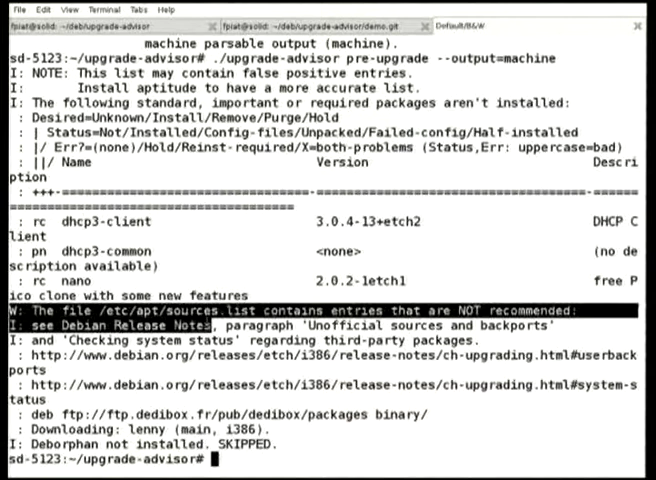 File Edit View Terminal Tabs Help
fpiat@solid: ~/deb/upgrade-advisor
fpiat@solid: ~/deb/upgrade-advisor/demo.git
Default/B&W
machine parsable output (machine).
sd-5123:~/upgrade-advisor# ./upgrade-advisor pre-upgrade --output=machine
I: NOTE: This list may contain false positive entries.
I:       Install aptitude to have a more accurate list.
I: The following standard, important or required packages aren't installed:
 : Desired=Unknown/Install/Remove/Purge/Hold
 : | Status=Not/Installed/Config-files/Unpacked/Failed-config/Half-installed
 : |/ Err?=(none)/Hold/Reinst-required/X=both-problems (Status,Err: uppercase=bad)
 : ||/ Name                            Version                            Descri
ption
 : +++-==================================-==================================-======
====================================
 : rc  dhcp3-client                    3.0.4-13+etch2                     DHCP C
lient
 : pn  dhcp3-common                    <none>                             (no de
scription available)
 : rc  nano                            2.0.2-1etch1                       free P
ico clone with some new features
W: The file /etc/apt/sources.list contains entries that are NOT recommended:
I: see Debian Release Notes, paragraph 'Unofficial sources and backports'
I: and 'Checking system status' regarding third-party packages.
 : http://www.debian.org/releases/etch/i386/release-notes/ch-upgrading.html#userback
ports
 : http://www.debian.org/releases/etch/i386/release-notes/ch-upgrading.html#system-s
tatus
 : deb ftp://ftp.dedibox.fr/pub/dedibox/packages binary/
 : Downloading: lenny (main, i386).
I: Deborphan not installed. SKIPPED.
sd-5123:~/upgrade-advisor#